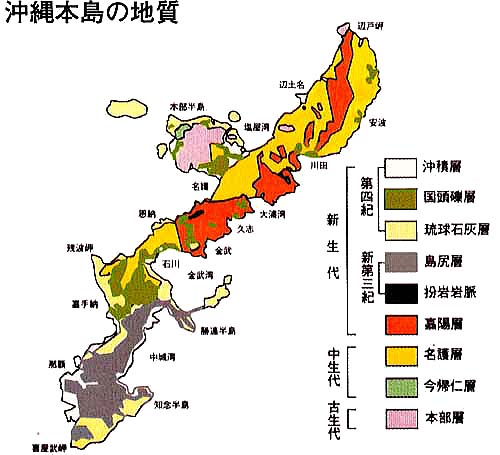 沖縄本島の地質
辺戸岬
辺土名
本部半島
塩屋湾
安波
川田
名護
大浦湾
恩納
久志
残波岬
石川
金武
金武湾
喜手納
勝連半島
那覇
中城湾
知念半島
喜屋武岬
新生代
第四紀
新第三紀
中生代
古生代
沖積層
国頭礫層
琉球石灰岩層
島尻層
扮岩岩脈
嘉陽層
名護層
今帰仁層
本部層